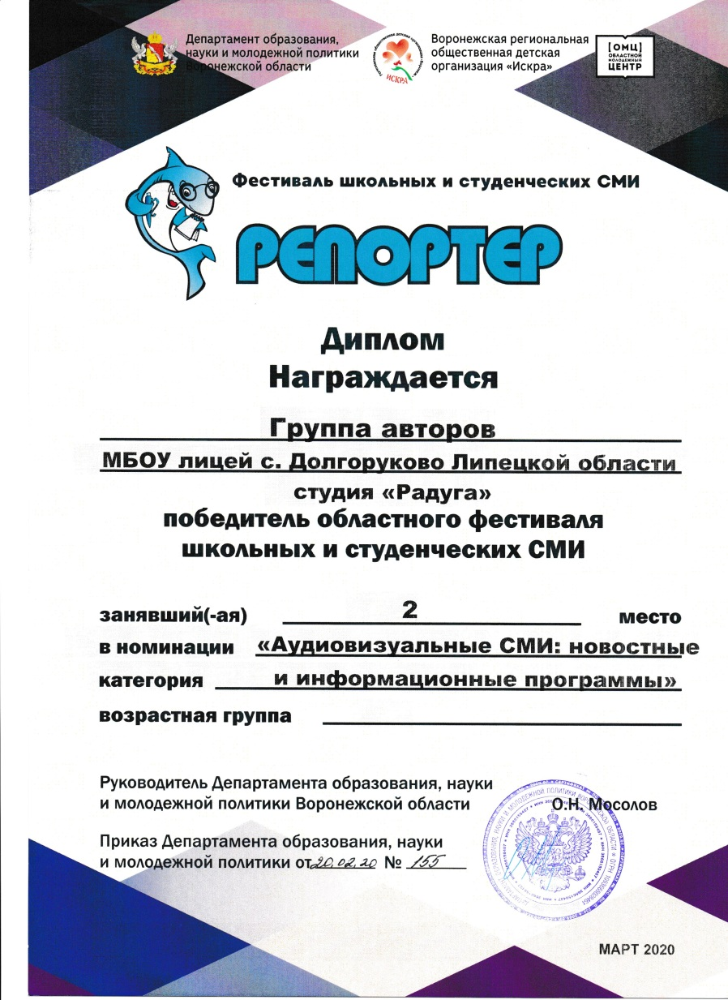 Департамент образования,
науки и молодежной политики
Воронежской области
ИСКРА
Воронежская региональная
общественная детская
организация «Искра»
[ОМЦ]
ОБЛАСТНОЙ
МОЛОДЕЖНЫЙ
ЦЕНТР
Фестиваль школьных и студенческих СМИ
РЕПОРТЕР
Диплом
Награждается
Группа авторов
МБОУ лицей с. Долгоруково Липецкой области
студия «Радуга»
победитель областного фестиваля
школьных и студенческих СМИ
занявший(-ая) 2 место
в номинации «Аудиовизуальные СМИ: новостные
категория и информационные программы»
возрастная группа
Руководитель Департамента образования, науки
и молодежной политики Воронежской области О.Н. Мосолов
Приказ Департамента образования, науки
и молодежной политики от 20.02.20 № 155
МАРТ 2020